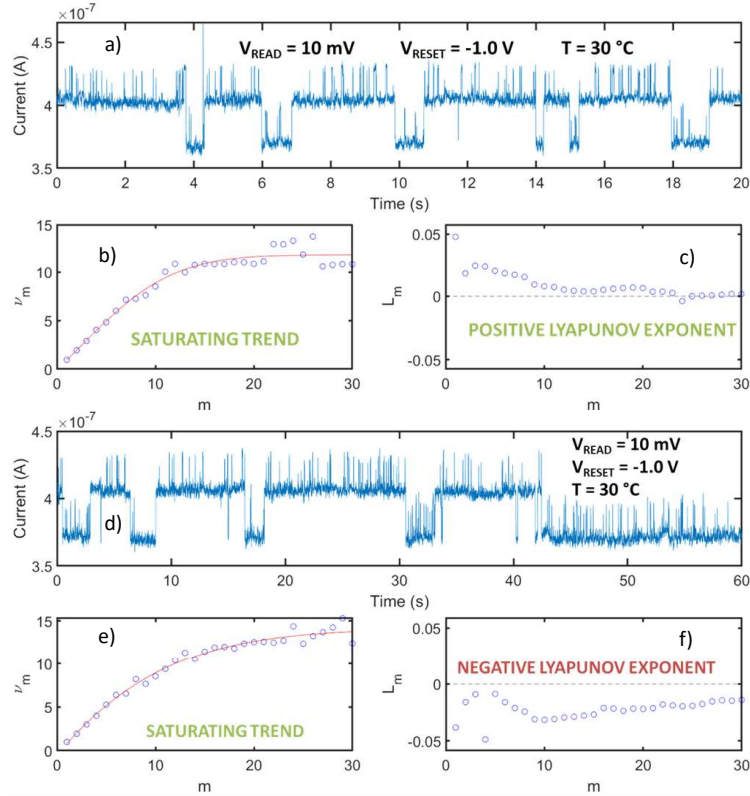 ×10⁻⁷
4.5
4
3.5
Current (A)
a)
V_READ = 10 mV V_RESET = -1.0 V T = 30 °C
0 2 4 6 8 10 12 14 16 18 20
Time (s)
15
10
5
0
ν_m
b)
SATURATING TREND
0 10 20 30
m
0.05
0
-0.05
L_m
c)
POSITIVE LYAPUNOV EXPONENT
0 10 20 30
m
×10⁻⁷
4.5
4
3.5
Current (A)
d)
V_READ = 10 mV
V_RESET = -1.0 V
T = 30 °C
0 10 20 30 40 50 60
Time (s)
15
10
5
0
ν_m
e)
SATURATING TREND
0 10 20 30
m
0.05
0
-0.05
L_m
f)
NEGATIVE LYAPUNOV EXPONENT
0 10 20 30
m